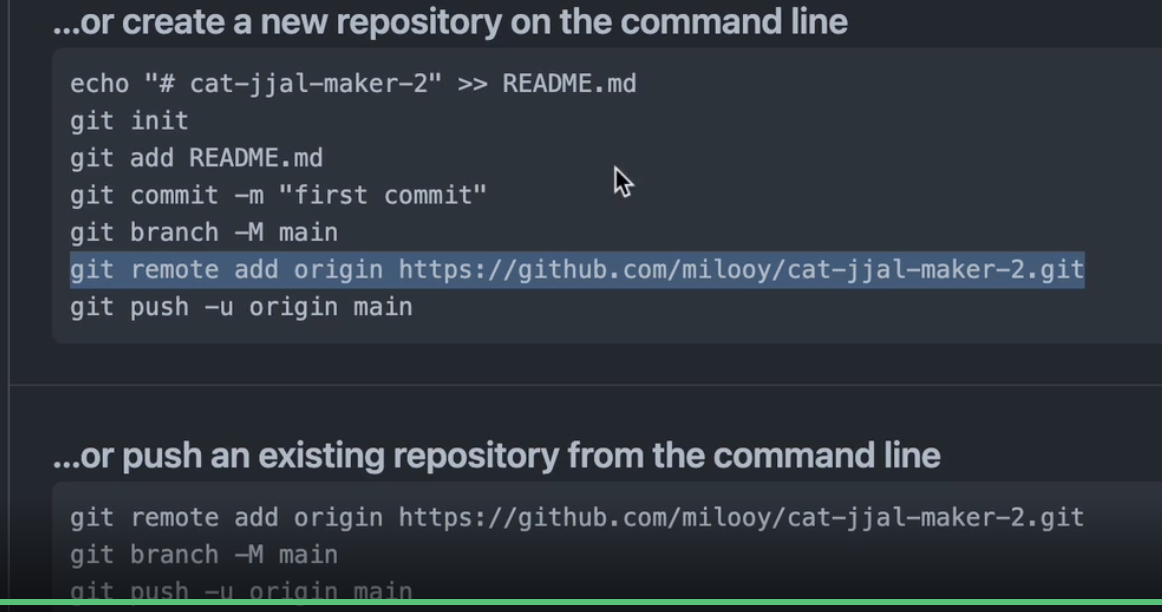 ...or create a new repository on the command line
echo "# cat-jjal-maker-2" >> README.md
git init
git add README.md
git commit -m "first commit"
git branch -M main
git remote add origin https://github.com/milooy/cat-jjal-maker-2.git
git push -u origin main
...or push an existing repository from the command line
git remote add origin https://github.com/milooy/cat-jjal-maker-2.git
git branch -M main
git push -u origin main